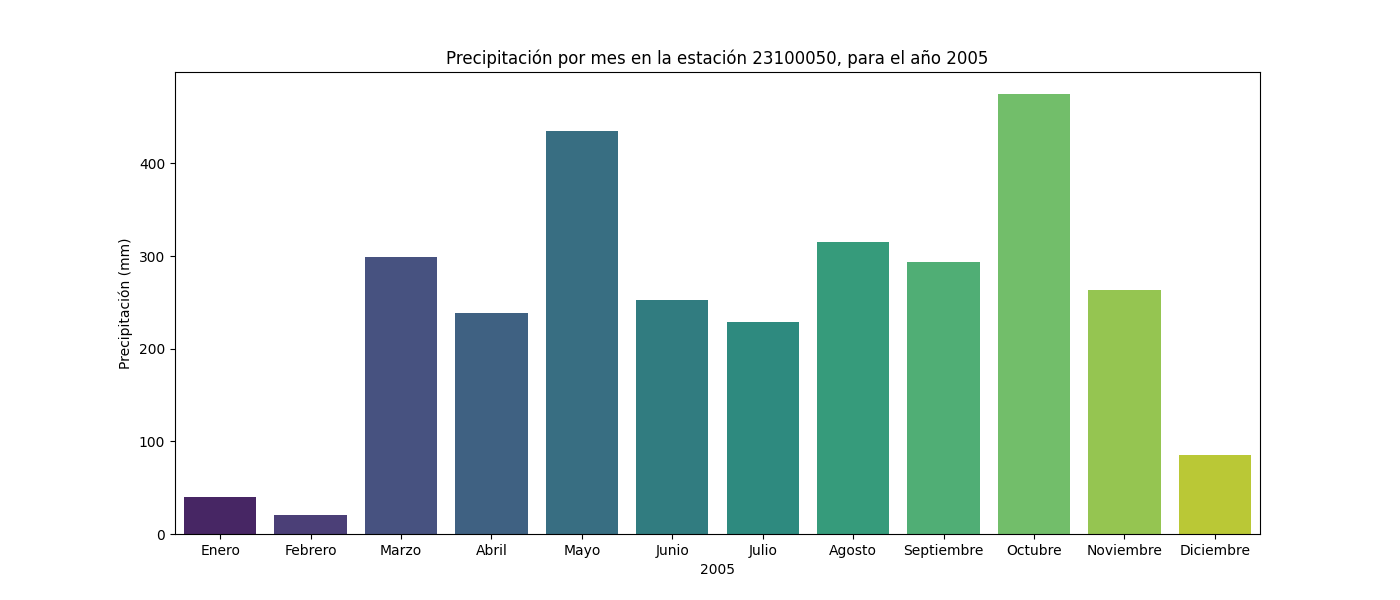 Precipitación por mes en la estación 23100050, para el año 2005
Precipitación (mm)
400
300
200
100
0
Enero Febrero Marzo Abril Mayo Junio Julio Agosto Septiembre Octubre Noviembre Diciembre
2005